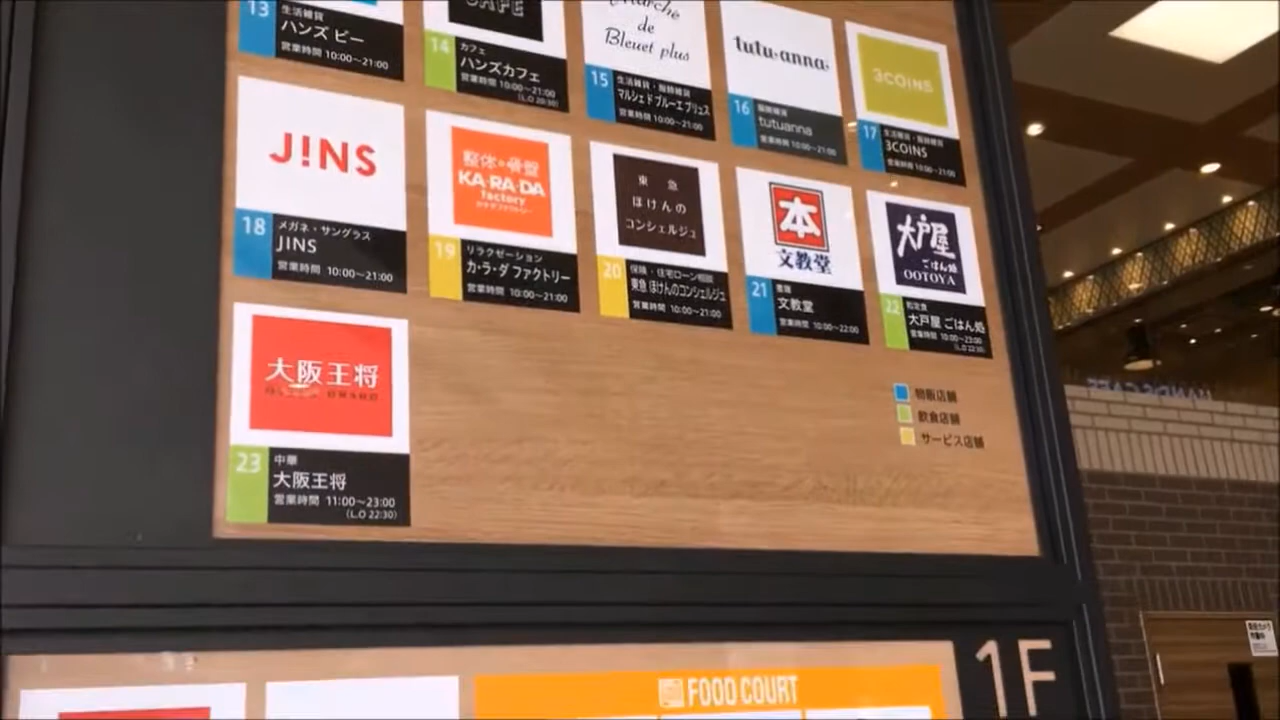 13 生活雑貨
ハンズ ビー
営業時間 10:00〜21:00
CAFE
14 カフェ
ハンズカフェ
営業時間 10:00〜21:00
(L.O 20:30)
Marche
de
Bleuet plus
15 生活雑貨・服飾雑貨
マルシェ ド ブルーエ プリュス
営業時間 10:00〜21:00
tutu・anna
16 服飾雑貨
tutuanna
営業時間 10:00〜21:00
3COINS
17 生活雑貨・服飾雑貨
3COINS
営業時間 10:00〜21:00
J!NS
18 メガネ・サングラス
JINS
営業時間 10:00〜21:00
整体×骨盤
KA・RA・DA
factory
カラダファクトリー
19 リラクゼーション
カ・ラ・ダ ファクトリー
営業時間 10:00〜21:00
東急
ほけんの
コンシェルジュ
20 保険・住宅ローン相談
東急 ほけんのコンシェルジュ
営業時間 10:00〜21:00
本
文教堂
21 書籍
文教堂
営業時間 10:00〜22:00
大戸屋
ごはん処
OOTOYA
22 和定食
大戸屋 ごはん処
営業時間 10:00〜23:00
(L.O 22:30)
大阪王将
23 中華
大阪王将
営業時間 11:00〜23:00
(L.O 22:30)
物販店舗
飲食店舗
サービス店舗
HANDS CAFE
FOOD COURT
1F